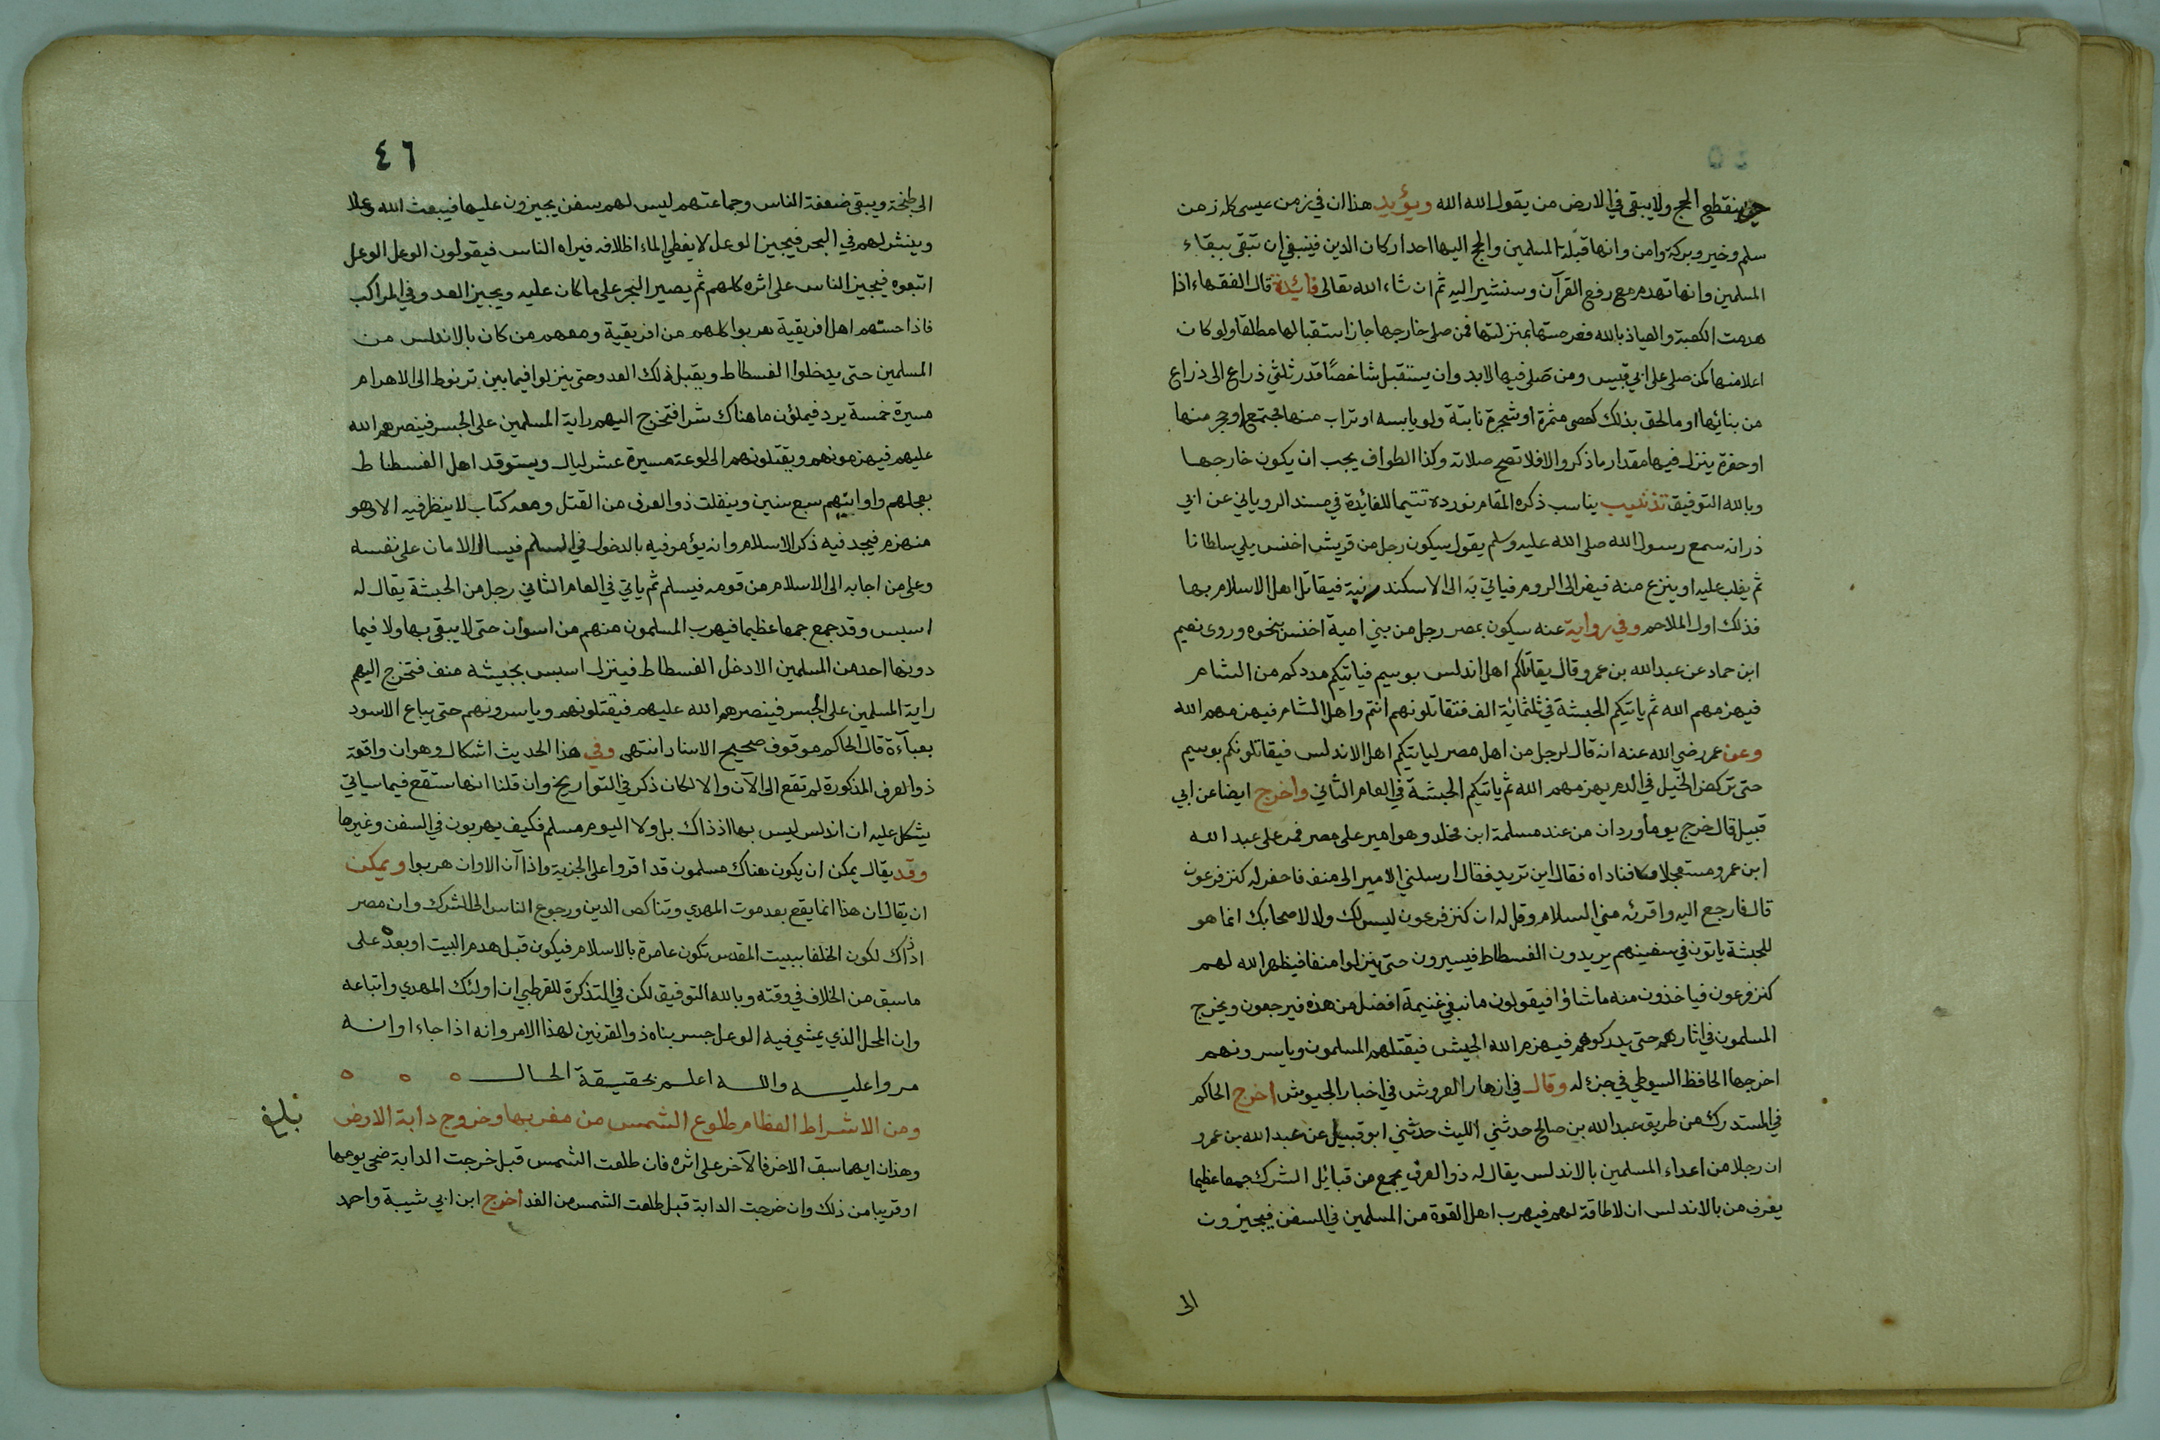 حين ينقطع الحج ولا يبقى في الارض من يقول الله الله ويؤيد هذا ان في زمن عيسى كله زمن
سلم وخير وبركة وامن وانها قبلة المسلمين والحج اليها احد اركان الدين فينبغي ان تبقى ببقاء
المسلمين وانها تهدم مع رفع القرآن وسنشير اليه ثم ان شاء الله تعالى فائدة قال الفقهاء اذا
هدمت الكعبة والعياذ بالله فعرصتها بمنزلتها فمن صلى خارجها جاز استقبالها مطلقا ولو كان
اعلا منها كمن صلى على ابي قبيس ومن صلى فيها لابد وان يستقبل شاخصا قدر ثلثي ذراع الى ذراع
من بنائها او ما لحق بذلك كعصى مثمرة او شجرة نابتة ولو يابسه او تراب منها مجتمع او حجر منها
او حفرة ينزل فيها مقدار ما ذكر والا فلا تصح صلاته وكذا الطواف يجب ان يكون خارجها
وبالله التوفيق تذنيب يناسب ذكره المقام نورده تتيما للفائدة في مسند الروياني عن ابي
ذر انه سمع رسول الله صلى الله عليه وسلم يقول سيكون رجل من قريش اخنس يلي سلطانا
ثم يغلب عليه او ينزع منه فيفر الى الروم فيأتي به الى الاسكندرنية فيقاتل اهل الاسلام بها
فذلك اول الملاحم وفي رواية عنه سيكون بمصر رجل من بني امية اخنس بنحوه وروى نعيم
ابن حماد عن عبد الله بن عمرو قال يقاتلكم اهل اندلس بوسيم فياتيكم مددكم من الشام
فيهزمهم الله ثم ياتيكم الحبشة في ثلثمائة الف فتقاتلونهم انتم واهل الشام فيهزمهم الله
وعن عمر رضي الله عنه انه قال لرجل من اهل مصر لياتيكم اهل الاندلس فيقاتلونكم بوسيم
حتى تركض الخيل في الدم يهزمهم الله ثم ياتيكم الحبشة في العام الثاني واخرج ايضا عن ابي
قبيل قال خرج يوما وردان من عند مسلمة ابن مخلد وهو امير على مصر فمر على عبد الله
ابن عمرو مستعجلا فناداه فقال اين تريد فقال ارسلني الامير الى منف فاحفر له كنز فرعون
قال فارجع اليه واقرئه مني السلام وقل له ان كنز فرعون ليس لك ولا لاصحابك انما هو
للحبشة ياتون في سفينهم يريدون الفسطاط فيسيرون حتى ينزلوا منفا فيظهر الله لهم
كنز فرعون فياخذون منه ما شاؤا فيقولون ما نبغي غنيمة افضل من هذه فيرجعون ويخرج
المسلمون في اثارهم حتى يدركوهم فيهزم الله الجيش فيقتلهم المسلمون وياسرونهم
اخرجها الحافظ السيوطي في جزء له وقال في ازهار العروش في اخبار الجيوش اخرج الحاكم
في المستدرك من طريق عبد الله بن صالح حدثني الليث حدثني ابو قبيل عن عبد الله بن عمرو
ان رجلا من اعداء المسلمين بالاندلس يقال له ذو العرف يجمع من قبائل الشرك جمعا عظيما
يعرف من بالاندلس ان لا طاقة لهم فيهرب اهل القوة من المسلمين في السفن فيجيزون
الى
٤٦
الى طنجة ويبقى ضعفة الناس وجماعتهم ليس لهم سفن يجيزون عليها فيبعث الله وعلا
وينشر لهم في البحر فيجيز الوعل لا يغطي الماء اظلافه فيراه الناس فيقولون الوعل الوعل
اتبعوه فيجيز الناس على اثره كلهم ثم يصير البحر على ما كان عليه ويجيز العدو في المراكب
فاذا حستهم اهل افريقية هربوا كلهم من افريقية ومعهم من كان بالاندلس من
المسلمين حتى يدخلوا الفسطاط ويقبل ذلك العدو حتى ينزلوا فيما بين ترنوط الى الاهرام
مسيرة خمسة برد فيملؤن ما هناك شرا فتخرج اليهم راية المسلمين على الجسر فينصرهم الله
عليهم فيهزمونهم ويقتلونهم الى لوعة مسيرة عشر ليال ويستوقد اهل الفسطاط
بعجلهم واوانيهم سبع سنين وينفلت ذو العرف من القتل ومعه كتاب لا ينظر فيه الا وهو
منهزم فيجد فيه ذكر الاسلام وانه يؤمر فيه بالدخول في السلم فيسال الامان على نفسه
وعلى من اجابه الى الاسلام من قومه فيسلم ثم ياتي في العام الثاني رجل من الحبشة يقال له
اسبس وقد جمع جمعا عظيما فيهرب المسلمون منهم من اسوان حتى لا يبقى بها ولا فيما
دونها احد من المسلمين الا دخل الفسطاط فينزل اسبس بجيشه منف فتخرج اليهم
راية المسلمين على الجسر فينصرهم الله عليهم فيقتلونهم وياسرونهم حتى يباع الاسود
بعباءة قال الحاكم موقوف صحيح الاسناد انتهى وفي هذا الحديث اشكال وهو ان واقعة
ذو العرف المذكورة لم تقع الى الآن والا لكان ذكر في التواريخ وان قلنا انها ستقع فيما سياتي
يشكل عليه ان اندلس ليس بها اذ ذاك بل ولا اليوم مسلم فكيف يهربون في السفن وغيرها
وقد يقال يمكن ان يكون هناك مسلمون قد اقروا على الجزية واذا آن الاوان هربوا ويمكن
ان يقال ان هذا انما يقع بعد موت المهدي وتناكص الدين ورجوع الناس الى الشرك وان مصر
اذ ذاك لكون الخلفا ببيت المقدس تكون عامرة بالاسلام فيكون قبل هدم البيت او بعده على
ما سبق من الخلاف في وقته وبالله التوفيق لكن في التذكرة للقرطبي ان اولئك المهدي واتباعه
وان المحل الذي يمشي فيه الوعل جسر بناه ذو القرنين لهذا الامر وانه اذا جاء اوانه
مروا عليه والله اعلم بحقيقة الحال
ومن الاشراط العظام طلوع الشمس من مغربها وخروج دابة الارض
بلغ
وهذان ايهما سبق الاخر فالآخر على اثره فان طلعت الشمس قبل خرجت الدابة ضحى يومها
او قريبا من ذلك وان خرجت الدابة قبل طلعت الشمس من الغد اخرج ابن ابي شيبة واحمد